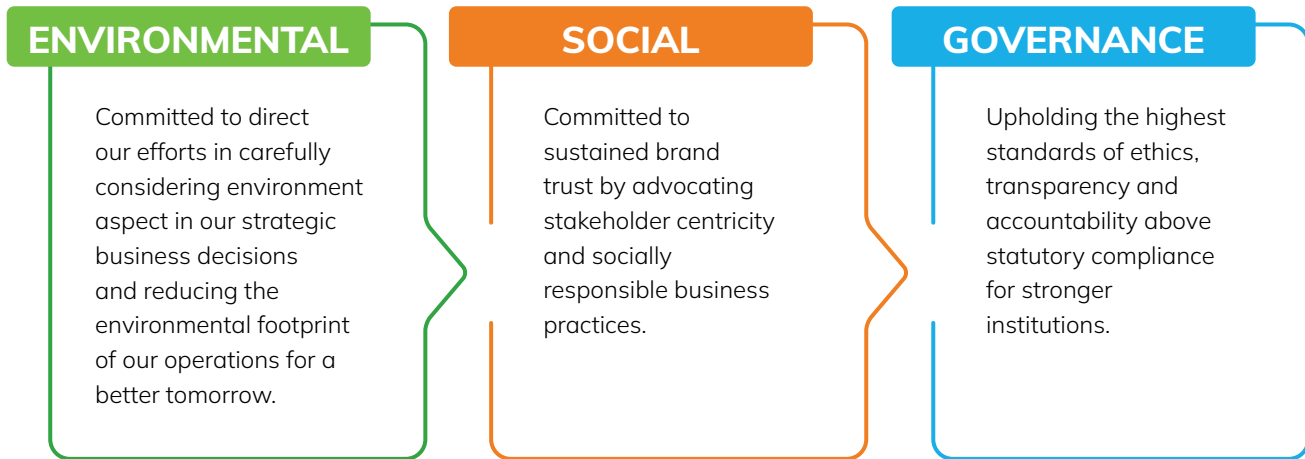 ENVIRONMENTAL
Committed to direct
our efforts in carefully
considering environment
aspect in our strategic
business decisions
and reducing the
environmental footprint
of our operations for a
better tomorrow.
SOCIAL
Committed to
sustained brand
trust by advocating
stakeholder centricity
and socially
responsible business
practices.
GOVERNANCE
Upholding the highest
standards of ethics,
transparency and
accountability above
statutory compliance
for stronger
institutions.